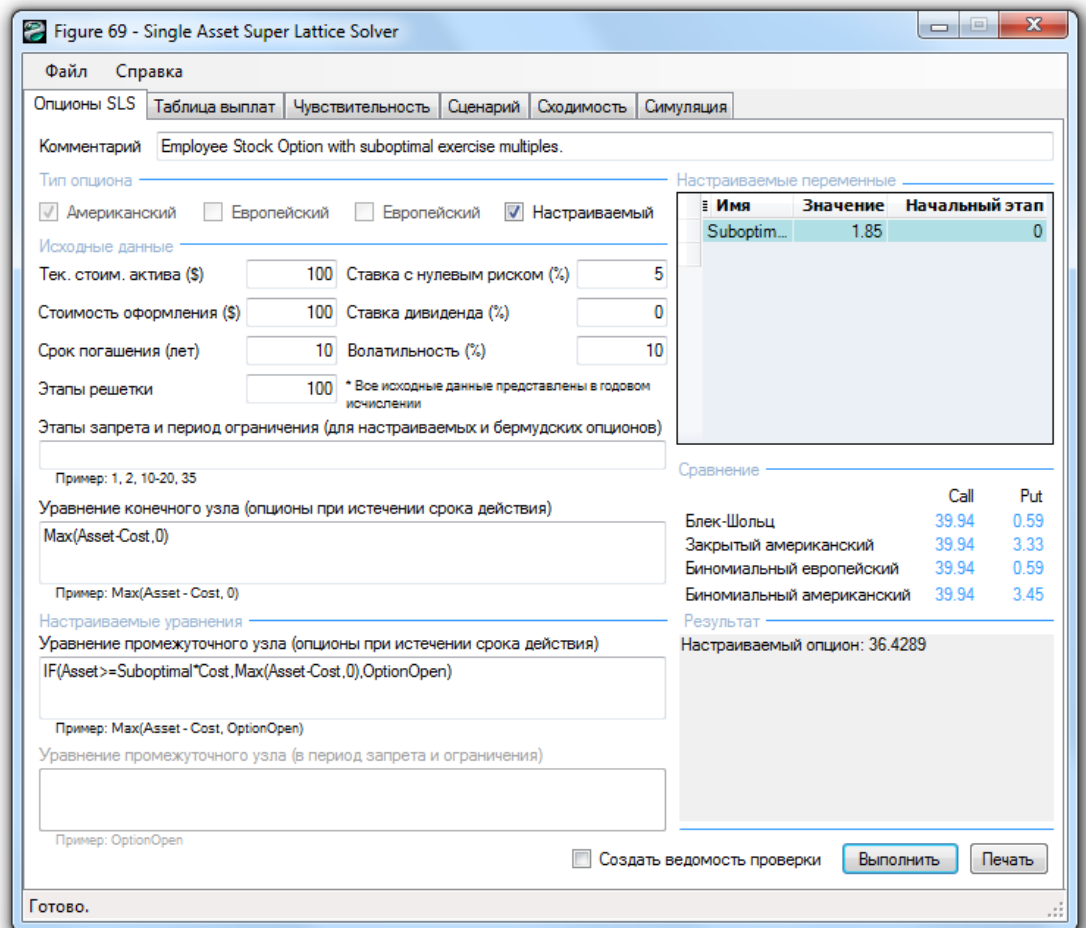 Figure 69 - Single Asset Super Lattice Solver
Файл Справка
Опционы SLS Таблица выплат Чувствительность Сценарий Сходимость Симуляция
Комментарий Employee Stock Option with suboptimal exercise multiples.
Тип опциона
Американский Европейский Европейский Настраиваемый
Исходные данные
Тек. стоим. актива ($) 100 Ставка с нулевым риском (%) 5
Стоимость оформления ($) 100 Ставка дивиденда (%) 0
Срок погашения (лет) 10 Волатильность (%) 10
Этапы решетки 100 * Все исходные данные представлены в годовом
исчислении
Этапы запрета и период ограничения (для настраиваемых и бермудских опционов)
Пример: 1, 2, 10-20, 35
Уравнение конечного узла (опционы при истечении срока действия)
Max(Asset-Cost,0)
Пример: Max(Asset - Cost, 0)
Настраиваемые уравнения
Уравнение промежуточного узла (опционы при истечении срока действия)
IF(Asset>=Suboptimal*Cost,Max(Asset-Cost,0),OptionOpen)
Пример: Max(Asset - Cost, OptionOpen)
Уравнение промежуточного узла (в период запрета и ограничения)
Пример: OptionOpen
Настраиваемые переменные
Имя Значение Начальный этап
Suboptim... 1.85 0
Сравнение
Call Put
Блек-Шольц 39.94 0.59
Закрытый американский 39.94 3.33
Биномиальный европейский 39.94 0.59
Биномиальный американский 39.94 3.45
Результат
Настраиваемый опцион: 36.4289
Создать ведомость проверки Выполнить Печать
Готово.